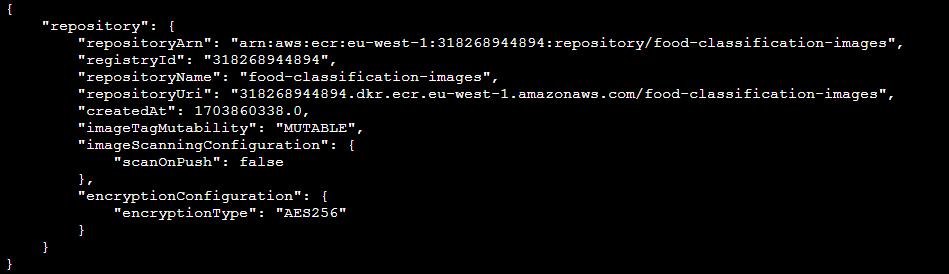 {
    "repository": {
        "repositoryArn": "arn:aws:ecr:eu-west-1:318268944894:repository/food-classification-images",
        "registryId": "318268944894",
        "repositoryName": "food-classification-images",
        "repositoryUri": "318268944894.dkr.ecr.eu-west-1.amazonaws.com/food-classification-images",
        "createdAt": 1703860338.0,
        "imageTagMutability": "MUTABLE",
        "imageScanningConfiguration": {
            "scanOnPush": false
        },
        "encryptionConfiguration": {
            "encryptionType": "AES256"
        }
    }
}